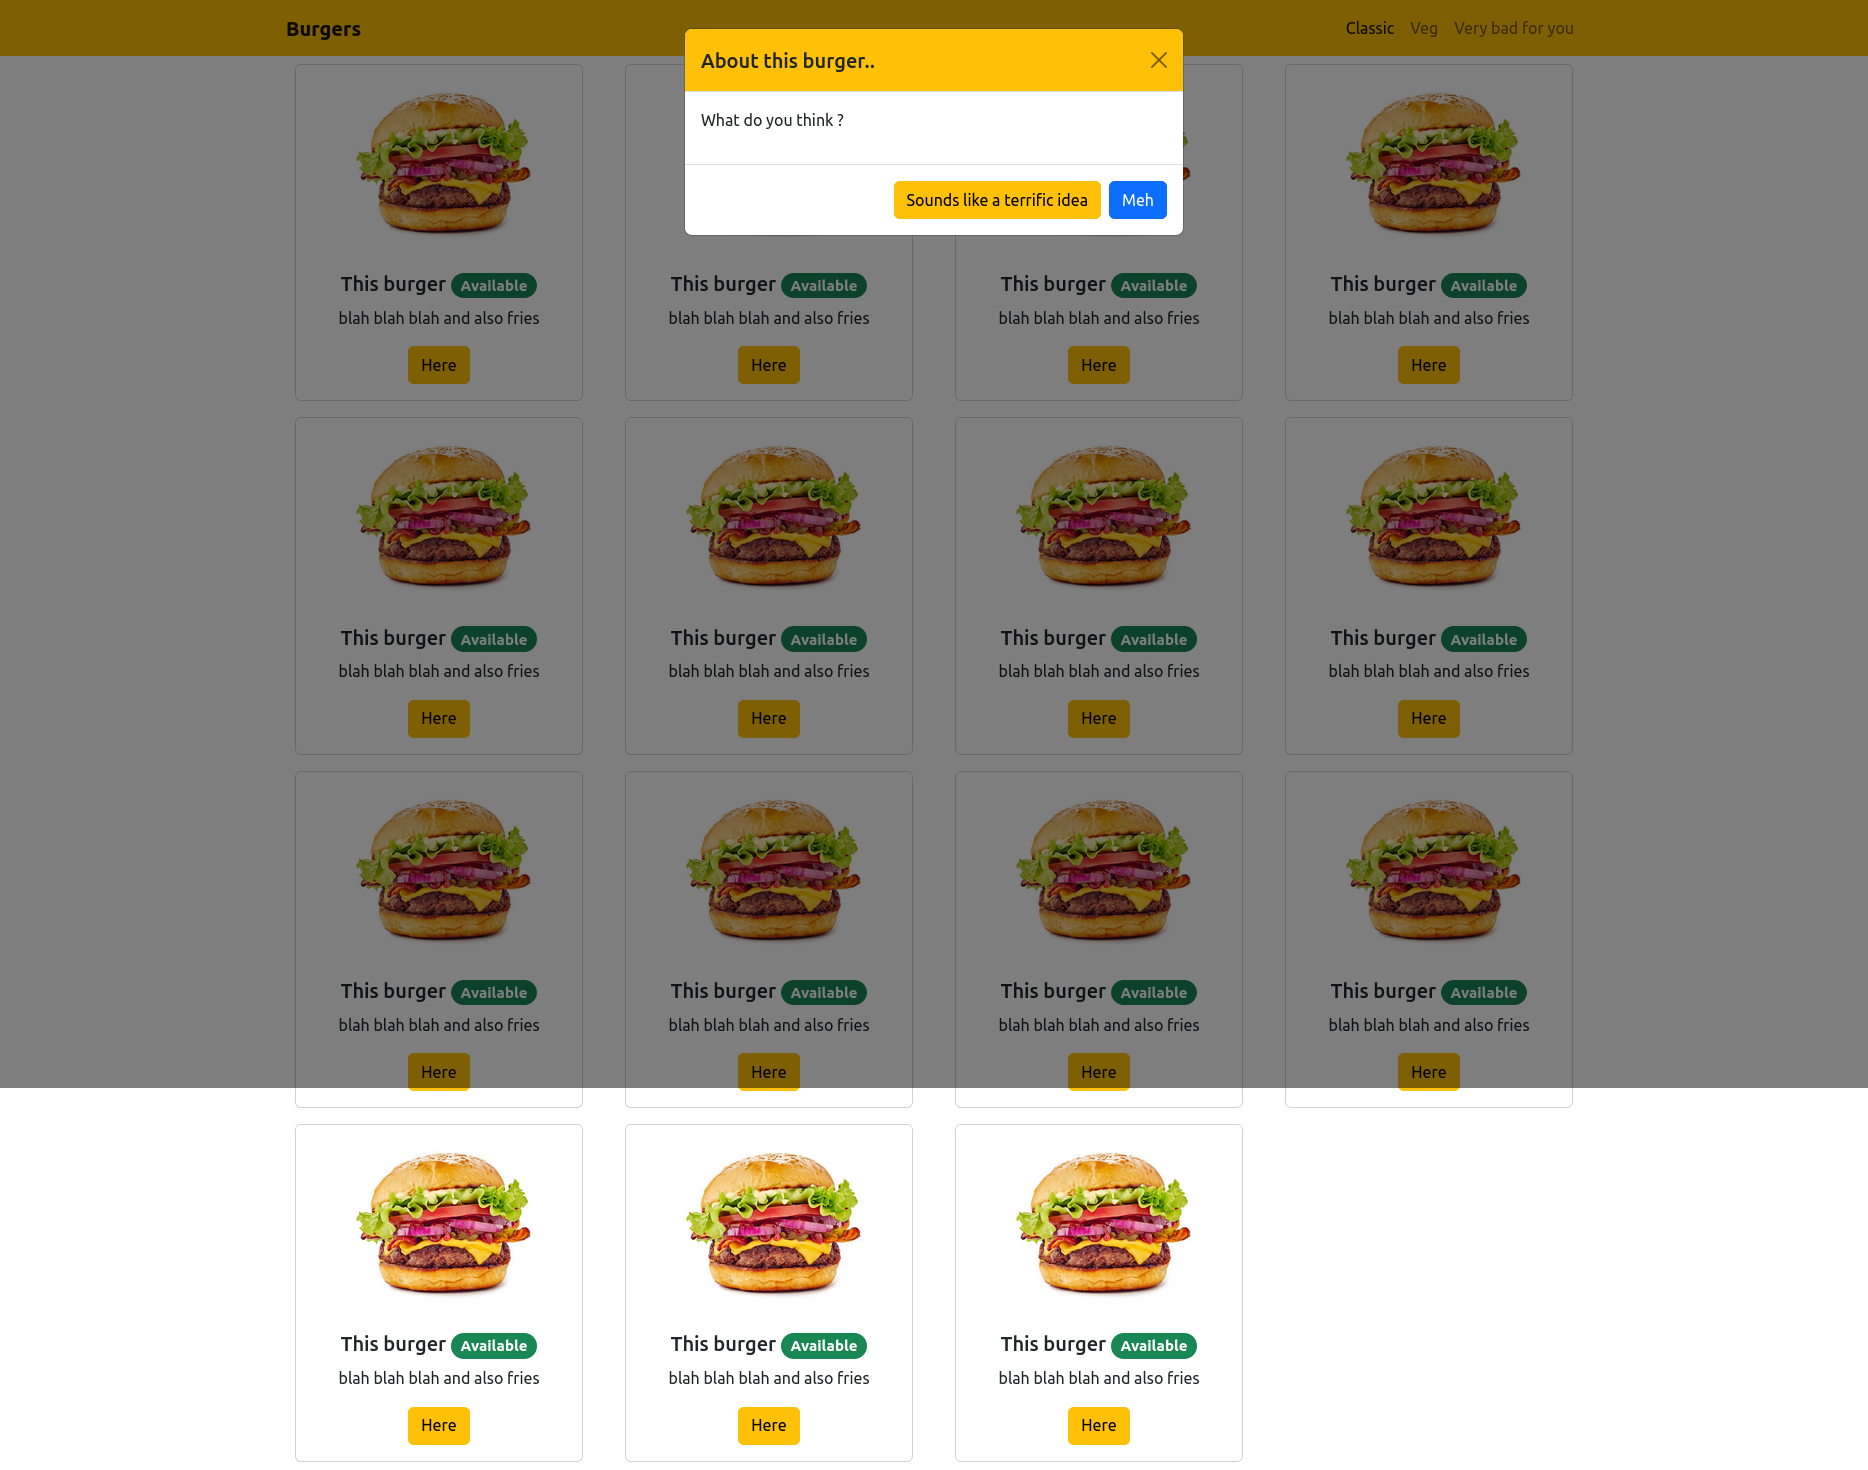 Burgers
Classic Veg Very bad for you
About this burger..
What do you think ?
Sounds like a terrific idea Meh
This burger Available
blah blah blah and also fries
Here
This burger Available
blah blah blah and also fries
Here
This burger Available
blah blah blah and also fries
Here
This burger Available
blah blah blah and also fries
Here
This burger Available
blah blah blah and also fries
Here
This burger Available
blah blah blah and also fries
Here
This burger Available
blah blah blah and also fries
Here
This burger Available
blah blah blah and also fries
Here
This burger Available
blah blah blah and also fries
Here
This burger Available
blah blah blah and also fries
Here
This burger Available
blah blah blah and also fries
Here
This burger Available
blah blah blah and also fries
Here
This burger Available
blah blah blah and also fries
Here
This burger Available
blah blah blah and also fries
Here
This burger Available
blah blah blah and also fries
Here